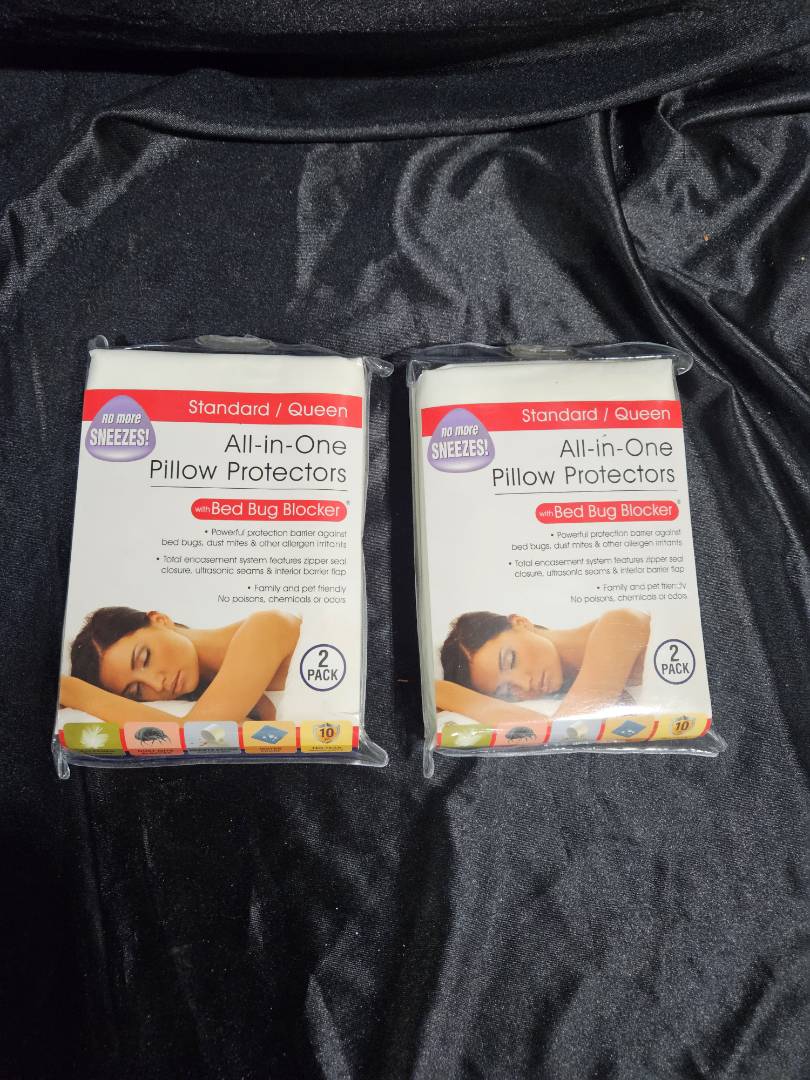 no more
SNEEZES!
Standard / Queen
All-in-One
Pillow Protectors
with Bed Bug Blocker®
• Powerful protection barrier against
bed bugs, dust mites & other allergen irritants
• Total encasement system features zipper seal
closure, ultrasonic seams & interior barrier flap
• Family and pet friendly
No poisons, chemicals or odors
2
PACK
10
no more
SNEEZES!
Standard / Queen
All-in-One
Pillow Protectors
with Bed Bug Blocker®
• Powerful protection barrier against
bed bugs, dust mites & other allergen irritants
• Total encasement system features zipper seal
closure, ultrasonic seams & interior barrier flap
• Family and pet friendly
No poisons, chemicals or odors
2
PACK
10